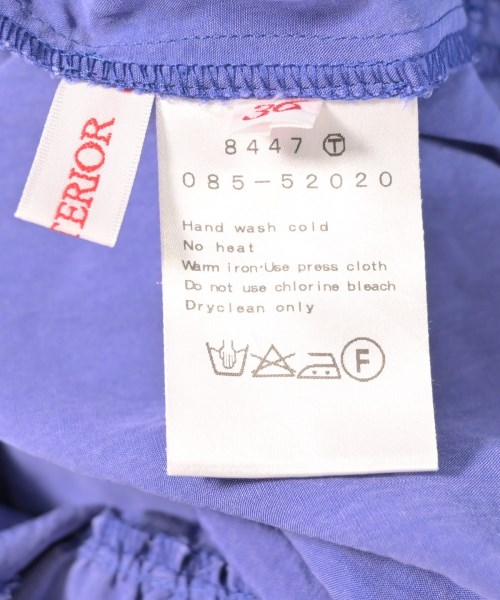 TERIOR
36
8447 Ⓣ
085-52020
Hand wash cold
No heat
Warm iron·Use press cloth
Do not use chlorine bleach
Dryclean only
F